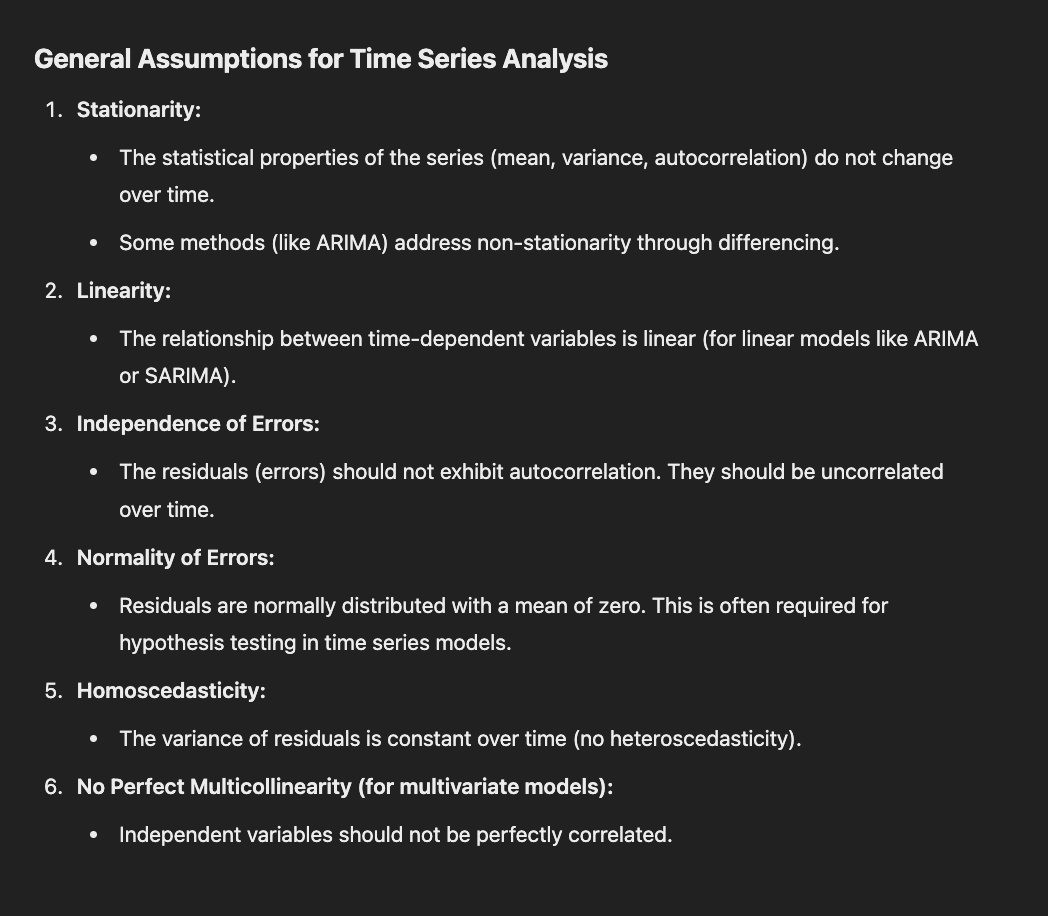 General Assumptions for Time Series Analysis
1. Stationarity:
• The statistical properties of the series (mean, variance, autocorrelation) do not change
over time.
• Some methods (like ARIMA) address non-stationarity through differencing.
2. Linearity:
• The relationship between time-dependent variables is linear (for linear models like ARIMA
or SARIMA).
3. Independence of Errors:
• The residuals (errors) should not exhibit autocorrelation. They should be uncorrelated
over time.
4. Normality of Errors:
• Residuals are normally distributed with a mean of zero. This is often required for
hypothesis testing in time series models.
5. Homoscedasticity:
• The variance of residuals is constant over time (no heteroscedasticity).
6. No Perfect Multicollinearity (for multivariate models):
• Independent variables should not be perfectly correlated.